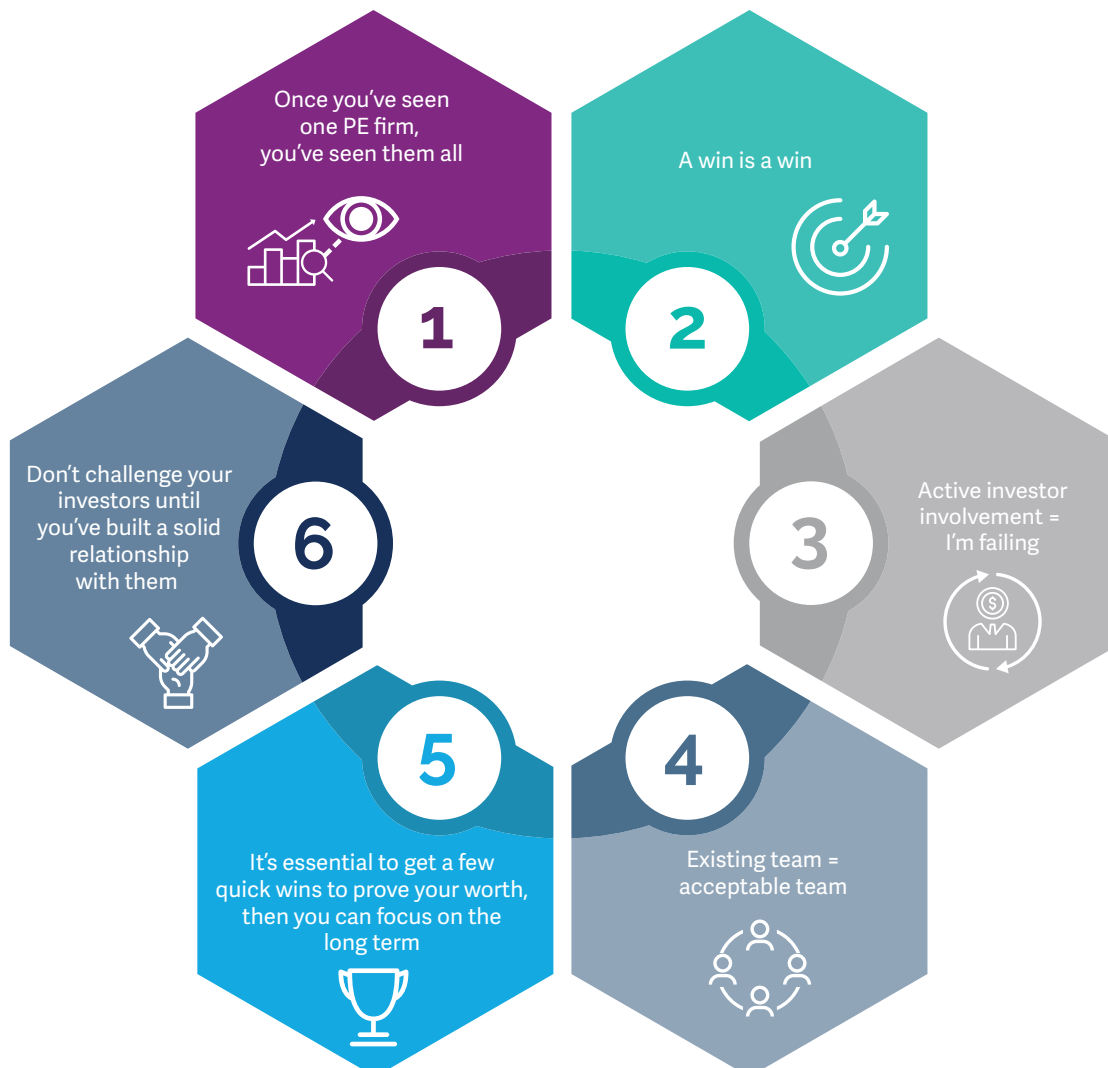 Once you've seen
one PE firm,
you've seen them all
1
A win is a win
2
Active investor
involvement =
I'm failing
$
3
Existing team =
acceptable team
4
It's essential to get a few
quick wins to prove your worth,
then you can focus on the
long term
5
Don't challenge your
investors until
you've built a solid
relationship
with them
6